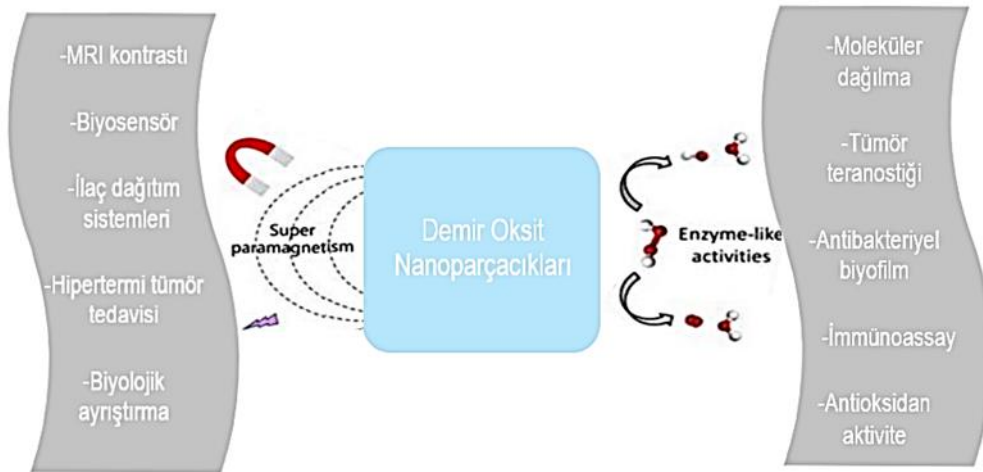 -MRI kontrastı
-Biyosensör
-İlaç dağıtım
sistemleri
-Hipertermi tümör
tedavisi
-Biyolojik
ayrıştırma
Super
paramagnetism
Demir Oksit
Nanoparçacıkları
Enzyme-like
activities
-Moleküler
dağılma
-Tümör
teranostiği
-Antibakteriyel
biyofilm
-İmmünoassay
-Antioksidan
aktivite